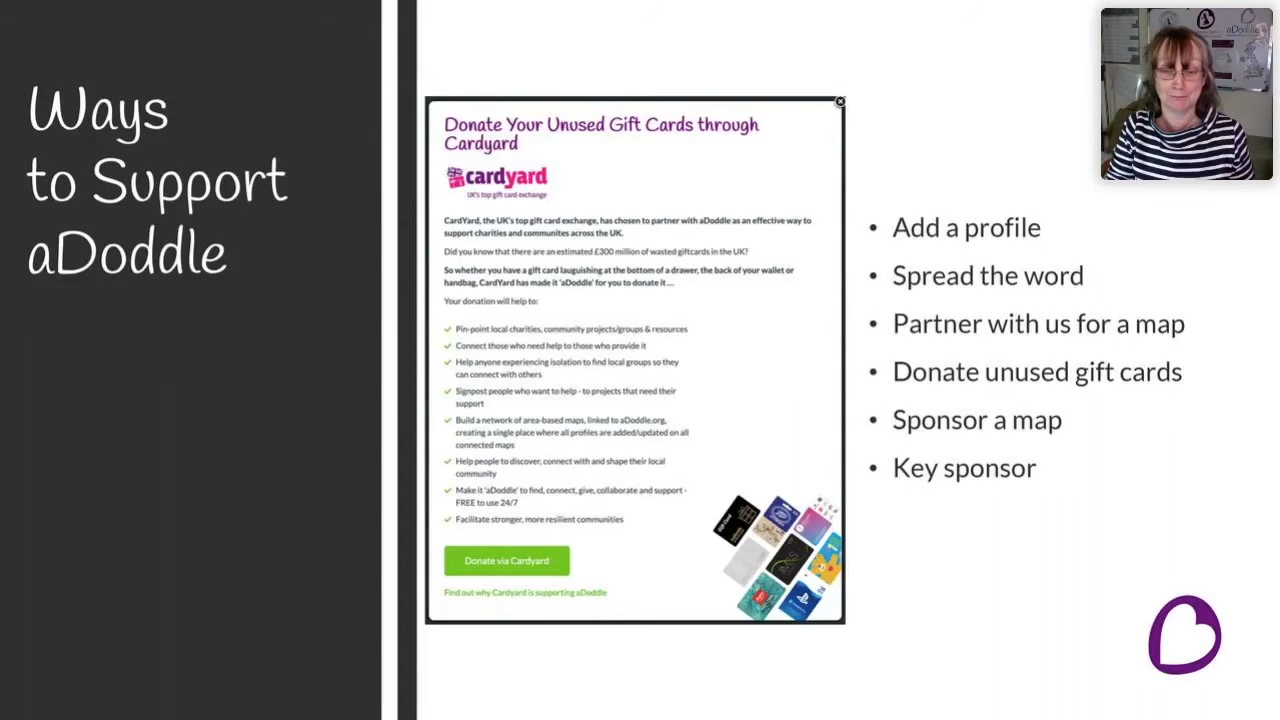 Ways
to Support
aDoddle
Donate Your Unused Gift Cards through
Cardyard
cardyard
UK's top gift card exchange
CardYard, the UK's top gift card exchange, has chosen to partner with aDoddle as an effective way to
support charities and communites across the UK.
Did you know that there are an estimated £300 million of wasted giftcards in the UK?
So whether you have a gift card lauguishing at the bottom of a drawer, the back of your wallet or
handbag, CardYard has made it 'aDoddle' for you to donate it ...
Your donation will help to:
Pin-point local charities, community projects/groups & resources
Connect those who need help to those who provide it
Help anyone experiencing isolation to find local groups so they
can connect with others
Signpost people who want to help - to projects that need their
support
Build a network of area-based maps, linked to aDoddle.org,
creating a single place where all profiles are added/updated on all
connected maps
Help people to discover, connect with and shape their local
community
Make it 'aDoddle' to find, connect, give, collaborate and support -
FREE to use 24/7
Facilitate stronger, more resilient communities
Donate via Cardyard
Find out why Cardyard is supporting aDoddle
• Add a profile
• Spread the word
• Partner with us for a map
• Donate unused gift cards
• Sponsor a map
• Key sponsor
aDoddle